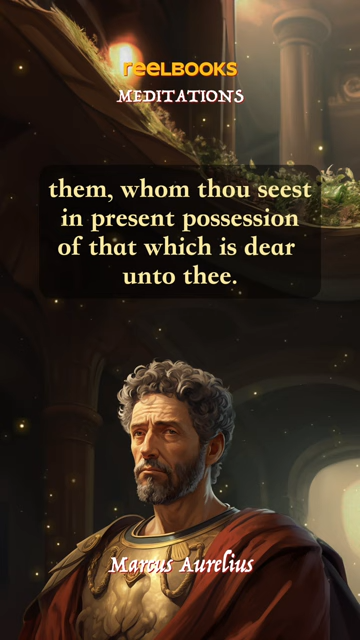 reelbooks
MEDITATIONS
them, whom thou seest
in present possession
of that which is dear
unto thee.
Marcus Aurelius